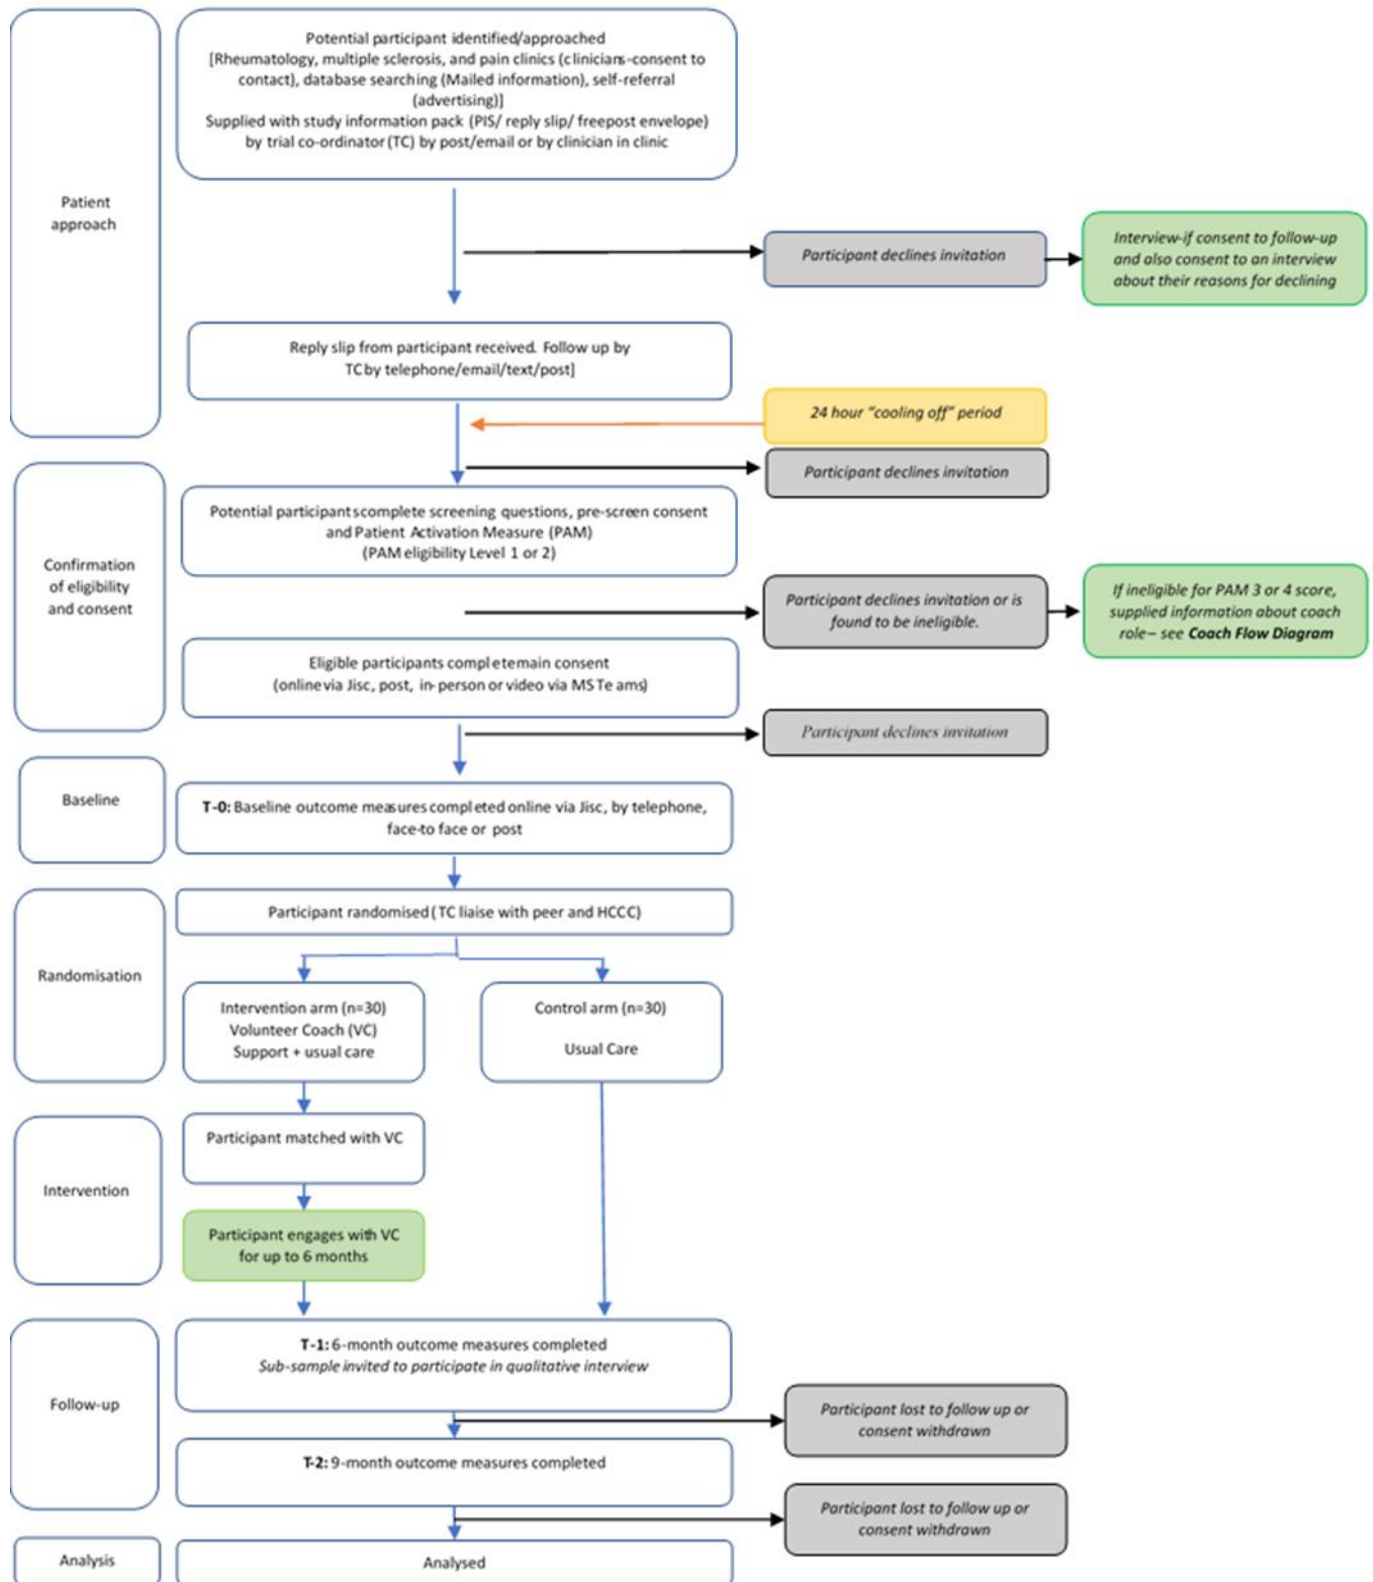 Patient
approach
Potential participant identified/approached
[Rheumatology, multiple sclerosis, and pain clinics (clinicians-consent to
contact), database searching (Mailed information), self-referral
(advertising)]
Supplied with study information pack (PIS/ reply slip/ freepost envelope)
by trial co-ordinator (TC) by post/email or by clinician in clinic
Participant declines invitation
Interview-if consent to follow-up
and also consent to an interview
about their reasons for declining
Reply slip from participant received. Follow up by
TC by telephone/email/text/post]
24 hour "cooling off" period
Participant declines invitation
Confirmation
of eligibility
and consent
Potential participants complete screening questions, pre-screen consent
and Patient Activation Measure (PAM)
(PAM eligibility Level 1 or 2)
Participant declines invitation or is
found to be ineligible.
If ineligible for PAM 3 or 4 score,
supplied information about coach
role– see Coach Flow Diagram
Eligible participants complete main consent
(online via Jisc, post, in-person or video via MS Teams)
Participant declines invitation
Baseline
T-0: Baseline outcome measures completed online via Jisc, by telephone,
face-to face or post
Randomisation
Participant randomised (TC liaise with peer and HCCC)
Intervention arm (n=30)
Volunteer Coach (VC)
Support + usual care
Control arm (n=30)
Usual Care
Intervention
Participant matched with VC
Participant engages with VC
for up to 6 months
Follow-up
T-1: 6-month outcome measures completed
Sub-sample invited to participate in qualitative interview
Participant lost to follow up or
consent withdrawn
T-2: 9-month outcome measures completed
Participant lost to follow up or
consent withdrawn
Analysis
Analysed